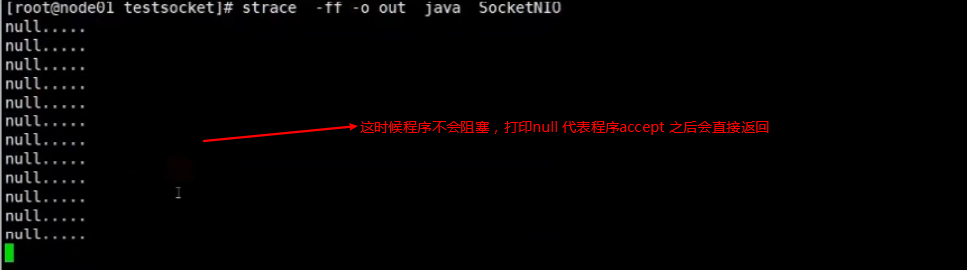 [root@node01 testsocket]# strace  -ff -o out  java  SocketNIO
null.....
null.....
null.....
null.....
null.....
null.....
null.....
这时候程序不会阻塞，打印null 代表程序accept 之后会直接返回
null.....
null.....
null.....
null.....
null.....